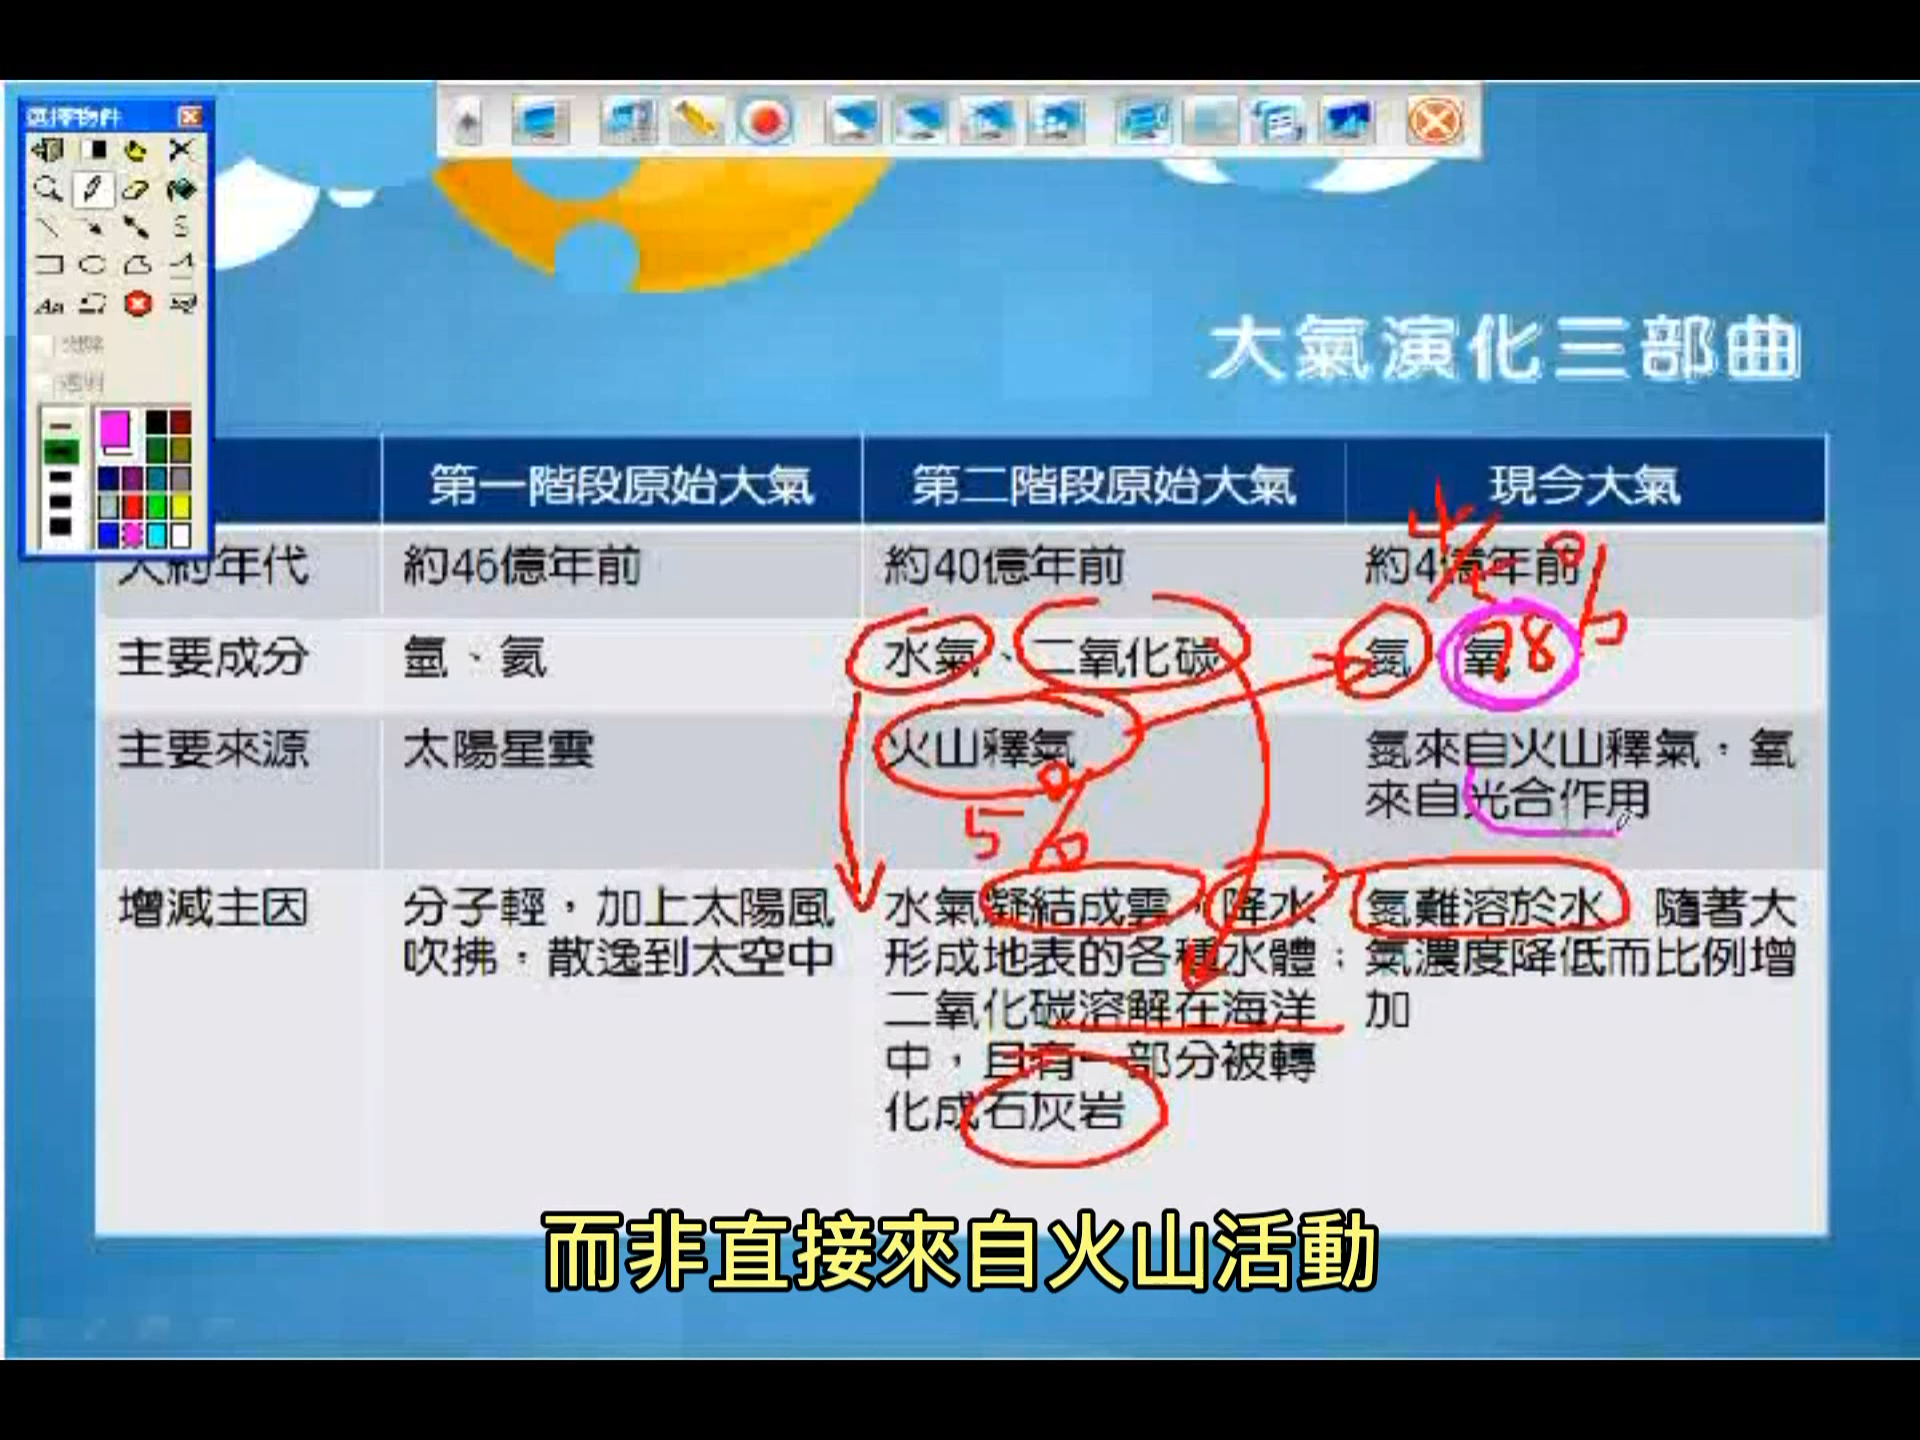 選擇物件
Aa
大氣演化三部曲
第一階段原始大氣 第二階段原始大氣 現今大氣
大約年代 約46億年前 約40億年前 約4億年前
4/5
主要成分 氫、氦 水氣、二氧化碳 氮 氧
78%
主要來源 太陽星雲 火山釋氣 氮來自火山釋氣，氧
來自光合作用
5%
增減主因 分子輕，加上太陽風 水氣凝結成雲，降水 氮難溶於水 隨著大
吹拂，散逸到太空中 形成地表的各種水體； 氣濃度降低而比例增
二氧化碳溶解在海洋 加
中，且有一部分被轉
化成石灰岩
而非直接來自火山活動